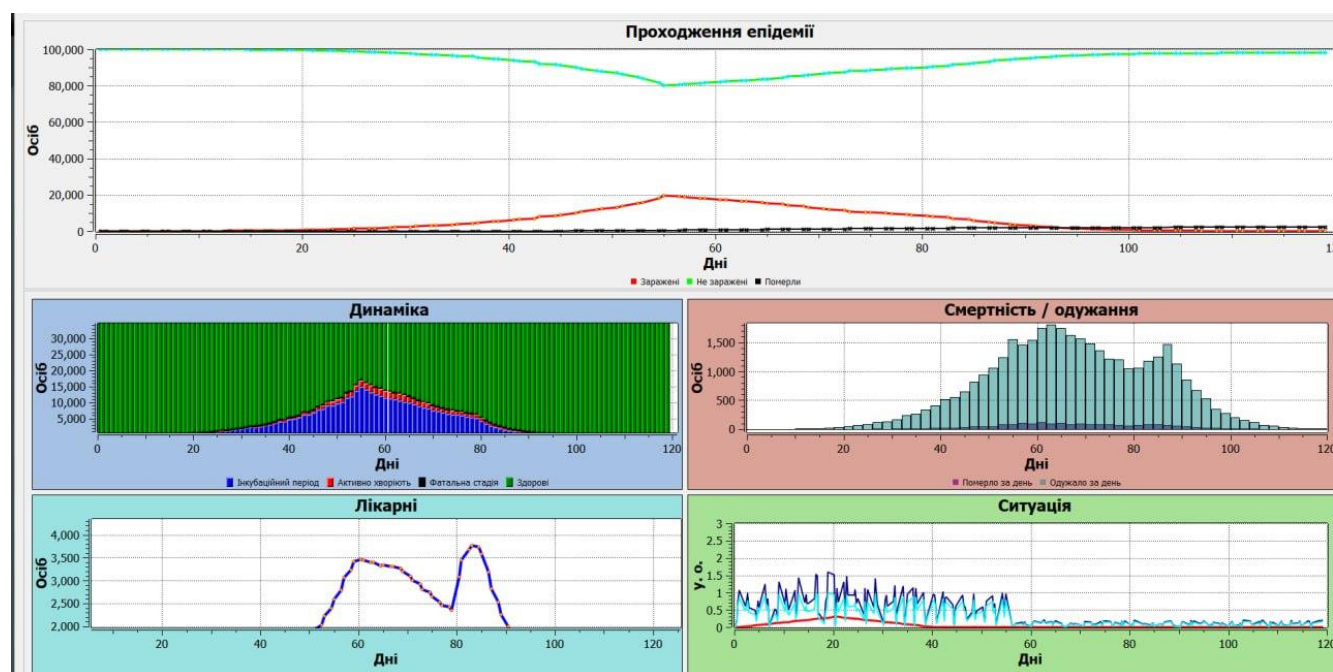 Проходження епідемії
100,000
80,000
60,000
40,000
20,000
0
Осіб
0 20 40 60 80 100
Дні
Заражені Не заражені Померли
Динаміка
30,000
25,000
20,000
15,000
10,000
5,000
Осіб
0 20 40 60 80 100 120
Дні
Інкубаційний період Активно хворіють Фатальна стадія Здорові
Смертність / одужання
1,500
1,000
500
0
Осіб
0 20 40 60 80 100 120
Дні
Померло за день Одужало за день
Лікарні
4,000
3,500
3,000
2,500
2,000
Осіб
20 40 60 80 100 120
Дні
Ситуація
3
2.5
2
1.5
1
0.5
0
у. о.
0 20 40 60 80 100 120
Дні